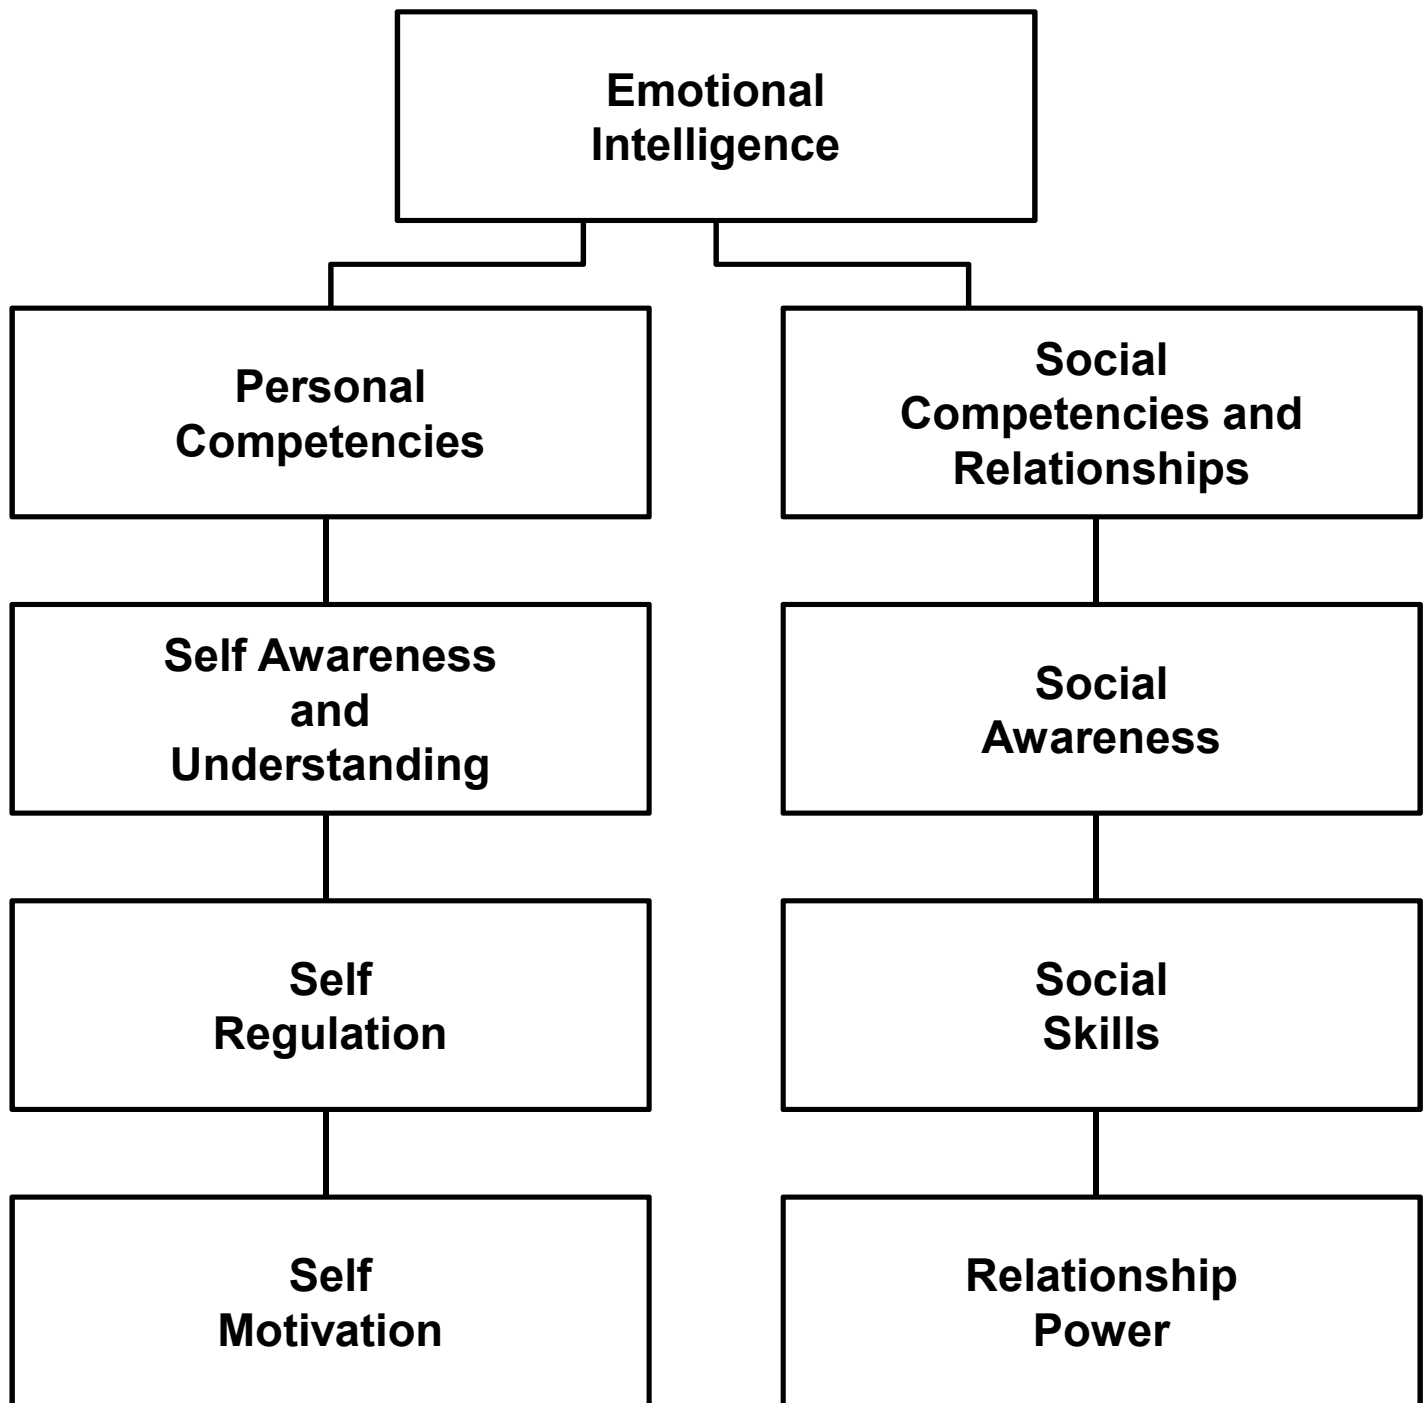 Emotional
Intelligence
Personal
Competencies
Social
Competencies and
Relationships
Self Awareness
and
Understanding
Social
Awareness
Self
Regulation
Social
Skills
Self
Motivation
Relationship
Power